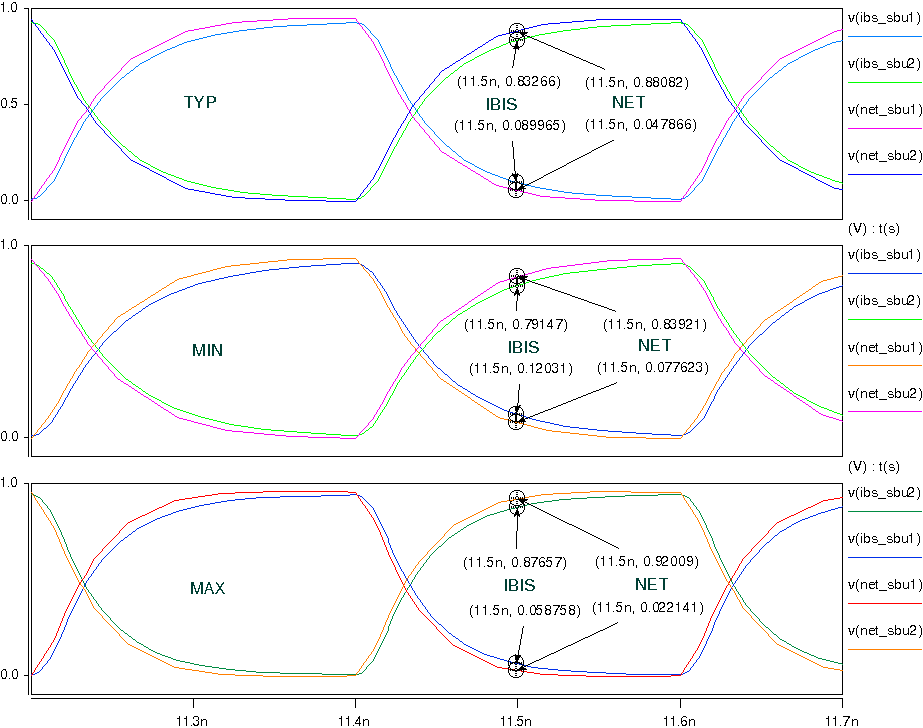 1.0
v(ibs_sbu1)
v(ibs_sbu2)
(11.5n, 0.83266)
(11.5n, 0.88082)
TYP
IBIS
NET
0.5
v(net_sbu1)
(11.5n, 0.089965)
(11.5n, 0.047866)
v(net_sbu2)
0.0
(V) : t(s)
1.0
v(ibs_sbu1)
v(ibs_sbu2)
(11.5n, 0.79147)
(11.5n, 0.83921)
MIN
IBIS
NET
v(net_sbu1)
(11.5n, 0.12031)
(11.5n, 0.077623)
v(net_sbu2)
0.0
(V) : t(s)
1.0
v(ibs_sbu2)
v(ibs_sbu1)
(11.5n, 0.87657)
(11.5n, 0.92009)
MAX
IBIS
NET
v(net_sbu1)
(11.5n, 0.058758)
(11.5n, 0.022141)
v(net_sbu2)
0.0
11.3n
11.4n
11.5n
11.6n
11.7n